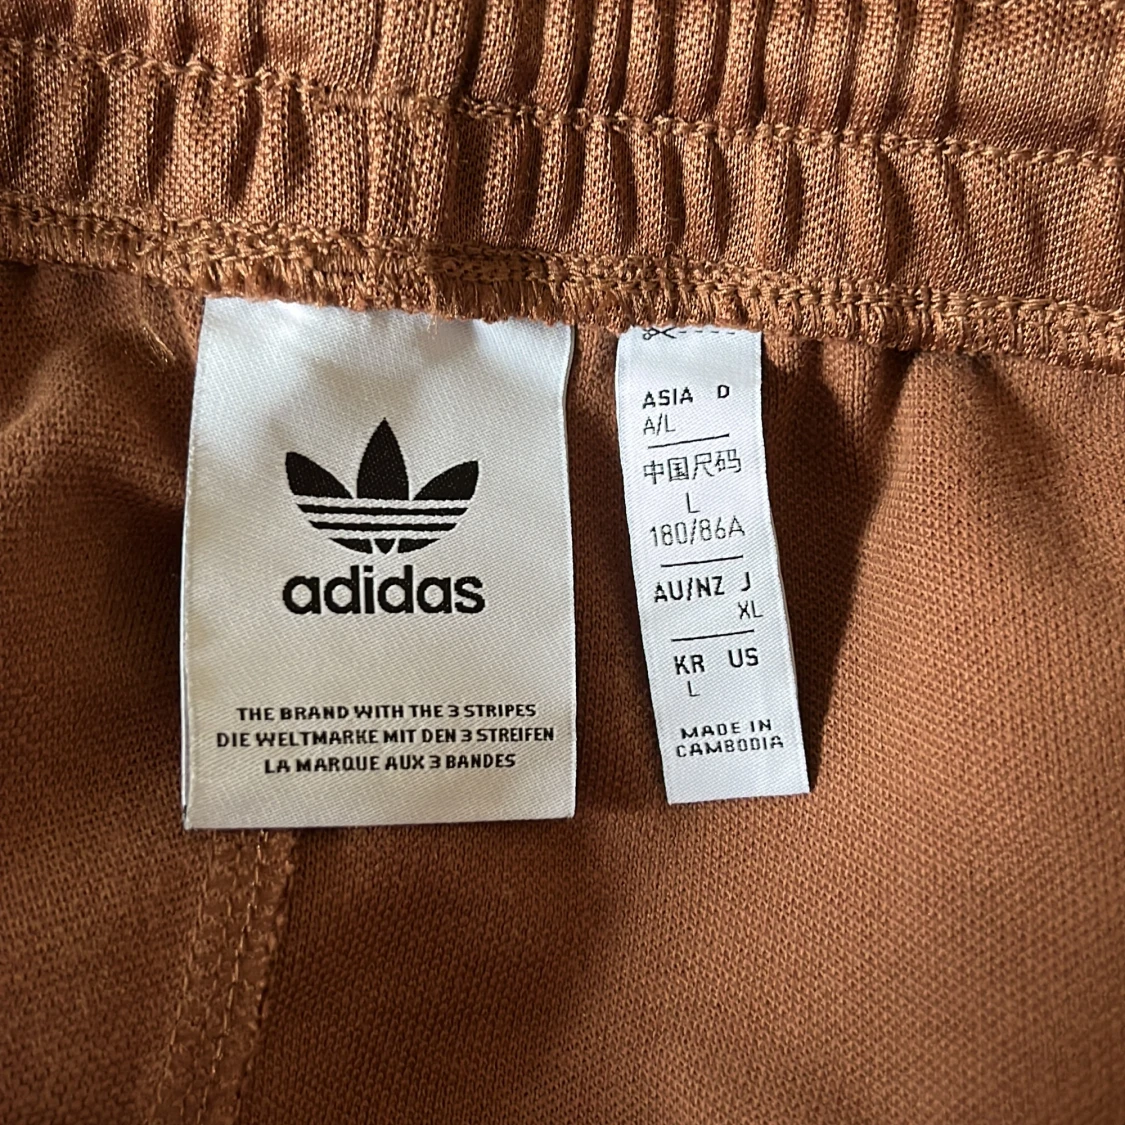 adidas
THE BRAND WITH THE 3 STRIPES
DIE WELTMARKE MIT DEN 3 STREIFEN
LA MARQUE AUX 3 BANDES
ASIA D
A/L
中国尺码
L
180/86A
AU/NZ J
XL
KR US
L
MADE IN
CAMBODIA